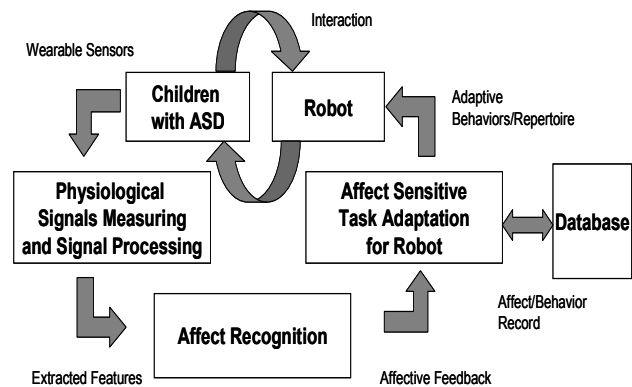 Interaction
Wearable Sensors
Children
with ASD
Robot
Adaptive
Behaviors/Repertoire
Physiological
Signals Measuring
and Signal Processing
Affect Sensitive
Task Adaptation
for Robot
Database
Affect/Behavior
Record
Affect Recognition
Extracted Features
Affective Feedback